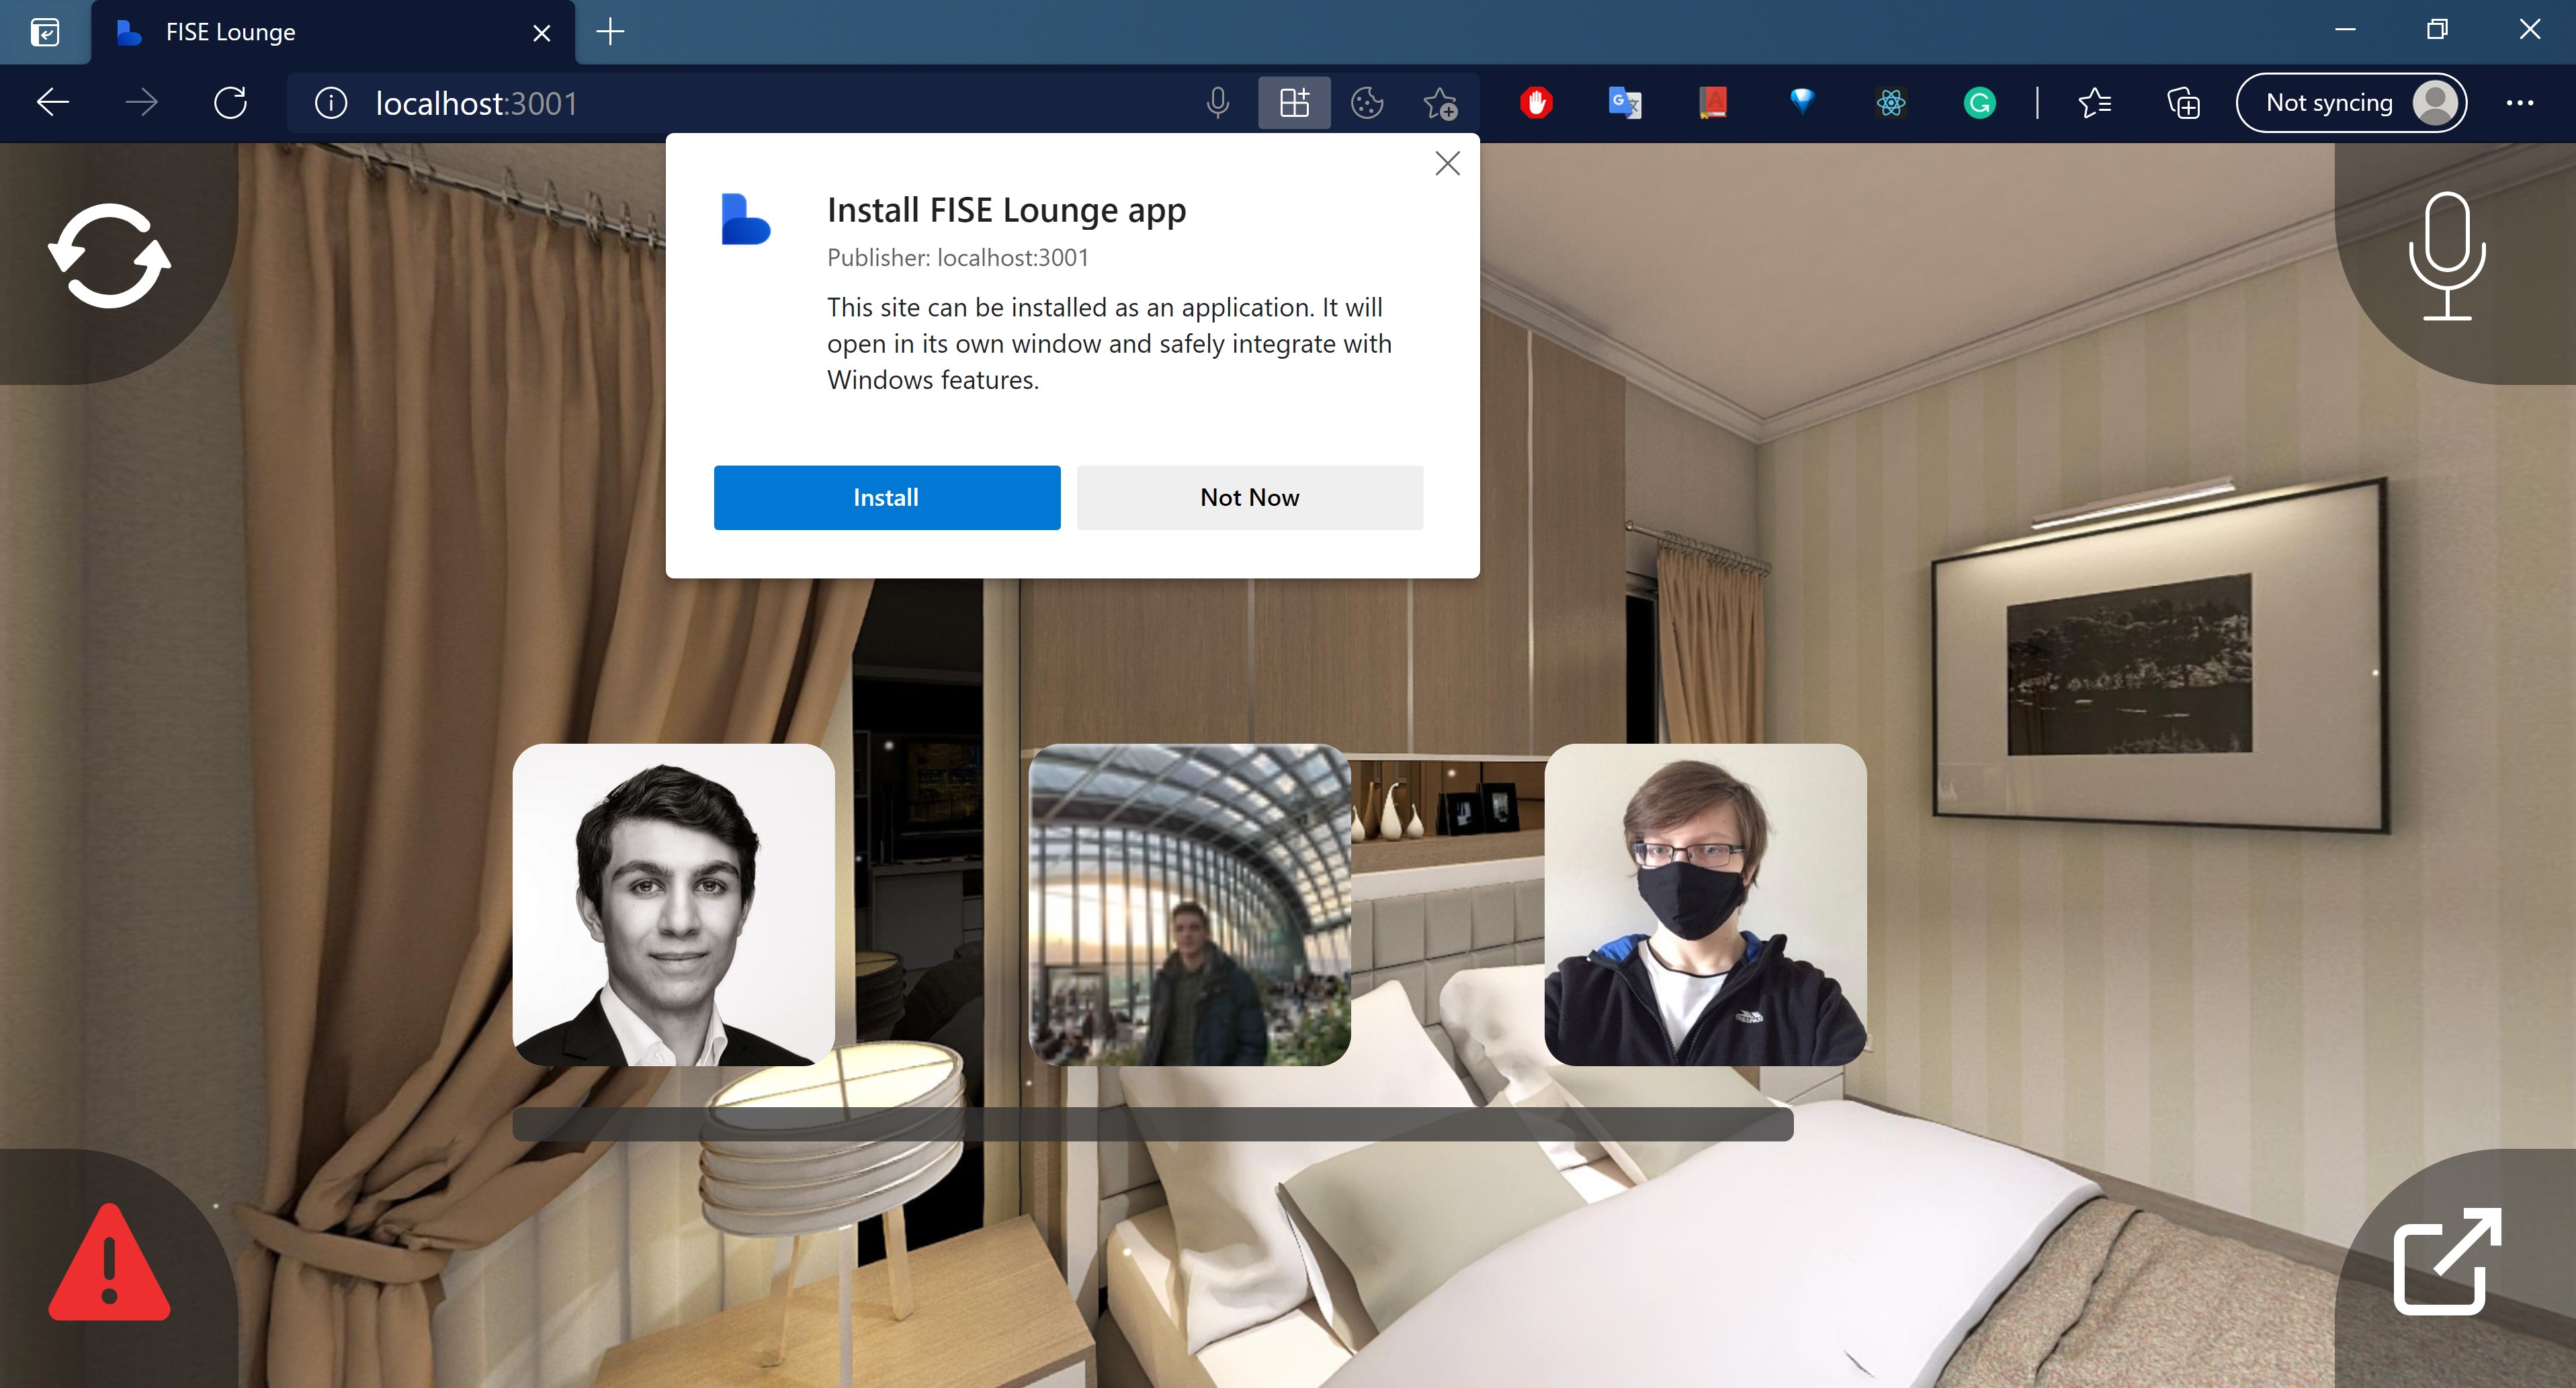 FISE Lounge
localhost:3001
Not syncing
Install FISE Lounge app
Publisher: localhost:3001
This site can be installed as an application. It will
open in its own window and safely integrate with
Windows features.
Install
Not Now